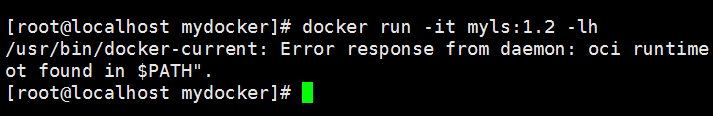 [root@localhost mydocker]# docker run -it myls:1.2 -lh
/usr/bin/docker-current: Error response from daemon: oci runtime
ot found in $PATH".
[root@localhost mydocker]#